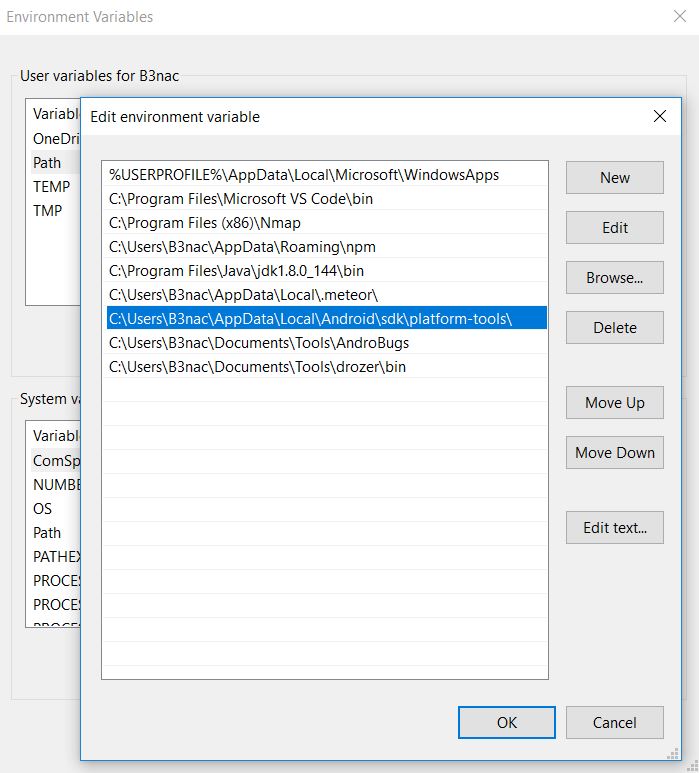 Environment Variables
User variables for B3nac
Variabl
OneDri
Path
TEMP
TMP
System va
Variabl
ComSp
NUMBE
OS
Path
PATHEX
PROCES
PROCES
Edit environment variable
%USERPROFILE%\AppData\Local\Microsoft\WindowsApps
C:\Program Files\Microsoft VS Code\bin
C:\Program Files (x86)\Nmap
C:\Users\B3nac\AppData\Roaming\npm
C:\Program Files\Java\jdk1.8.0_144\bin
C:\Users\B3nac\AppData\Local\.meteor\
C:\Users\B3nac\AppData\Local\Android\sdk\platform-tools\
C:\Users\B3nac\Documents\Tools\AndroBugs
C:\Users\B3nac\Documents\Tools\drozer\bin
New
Edit
Browse...
Delete
Move Up
Move Down
Edit text...
OK
Cancel